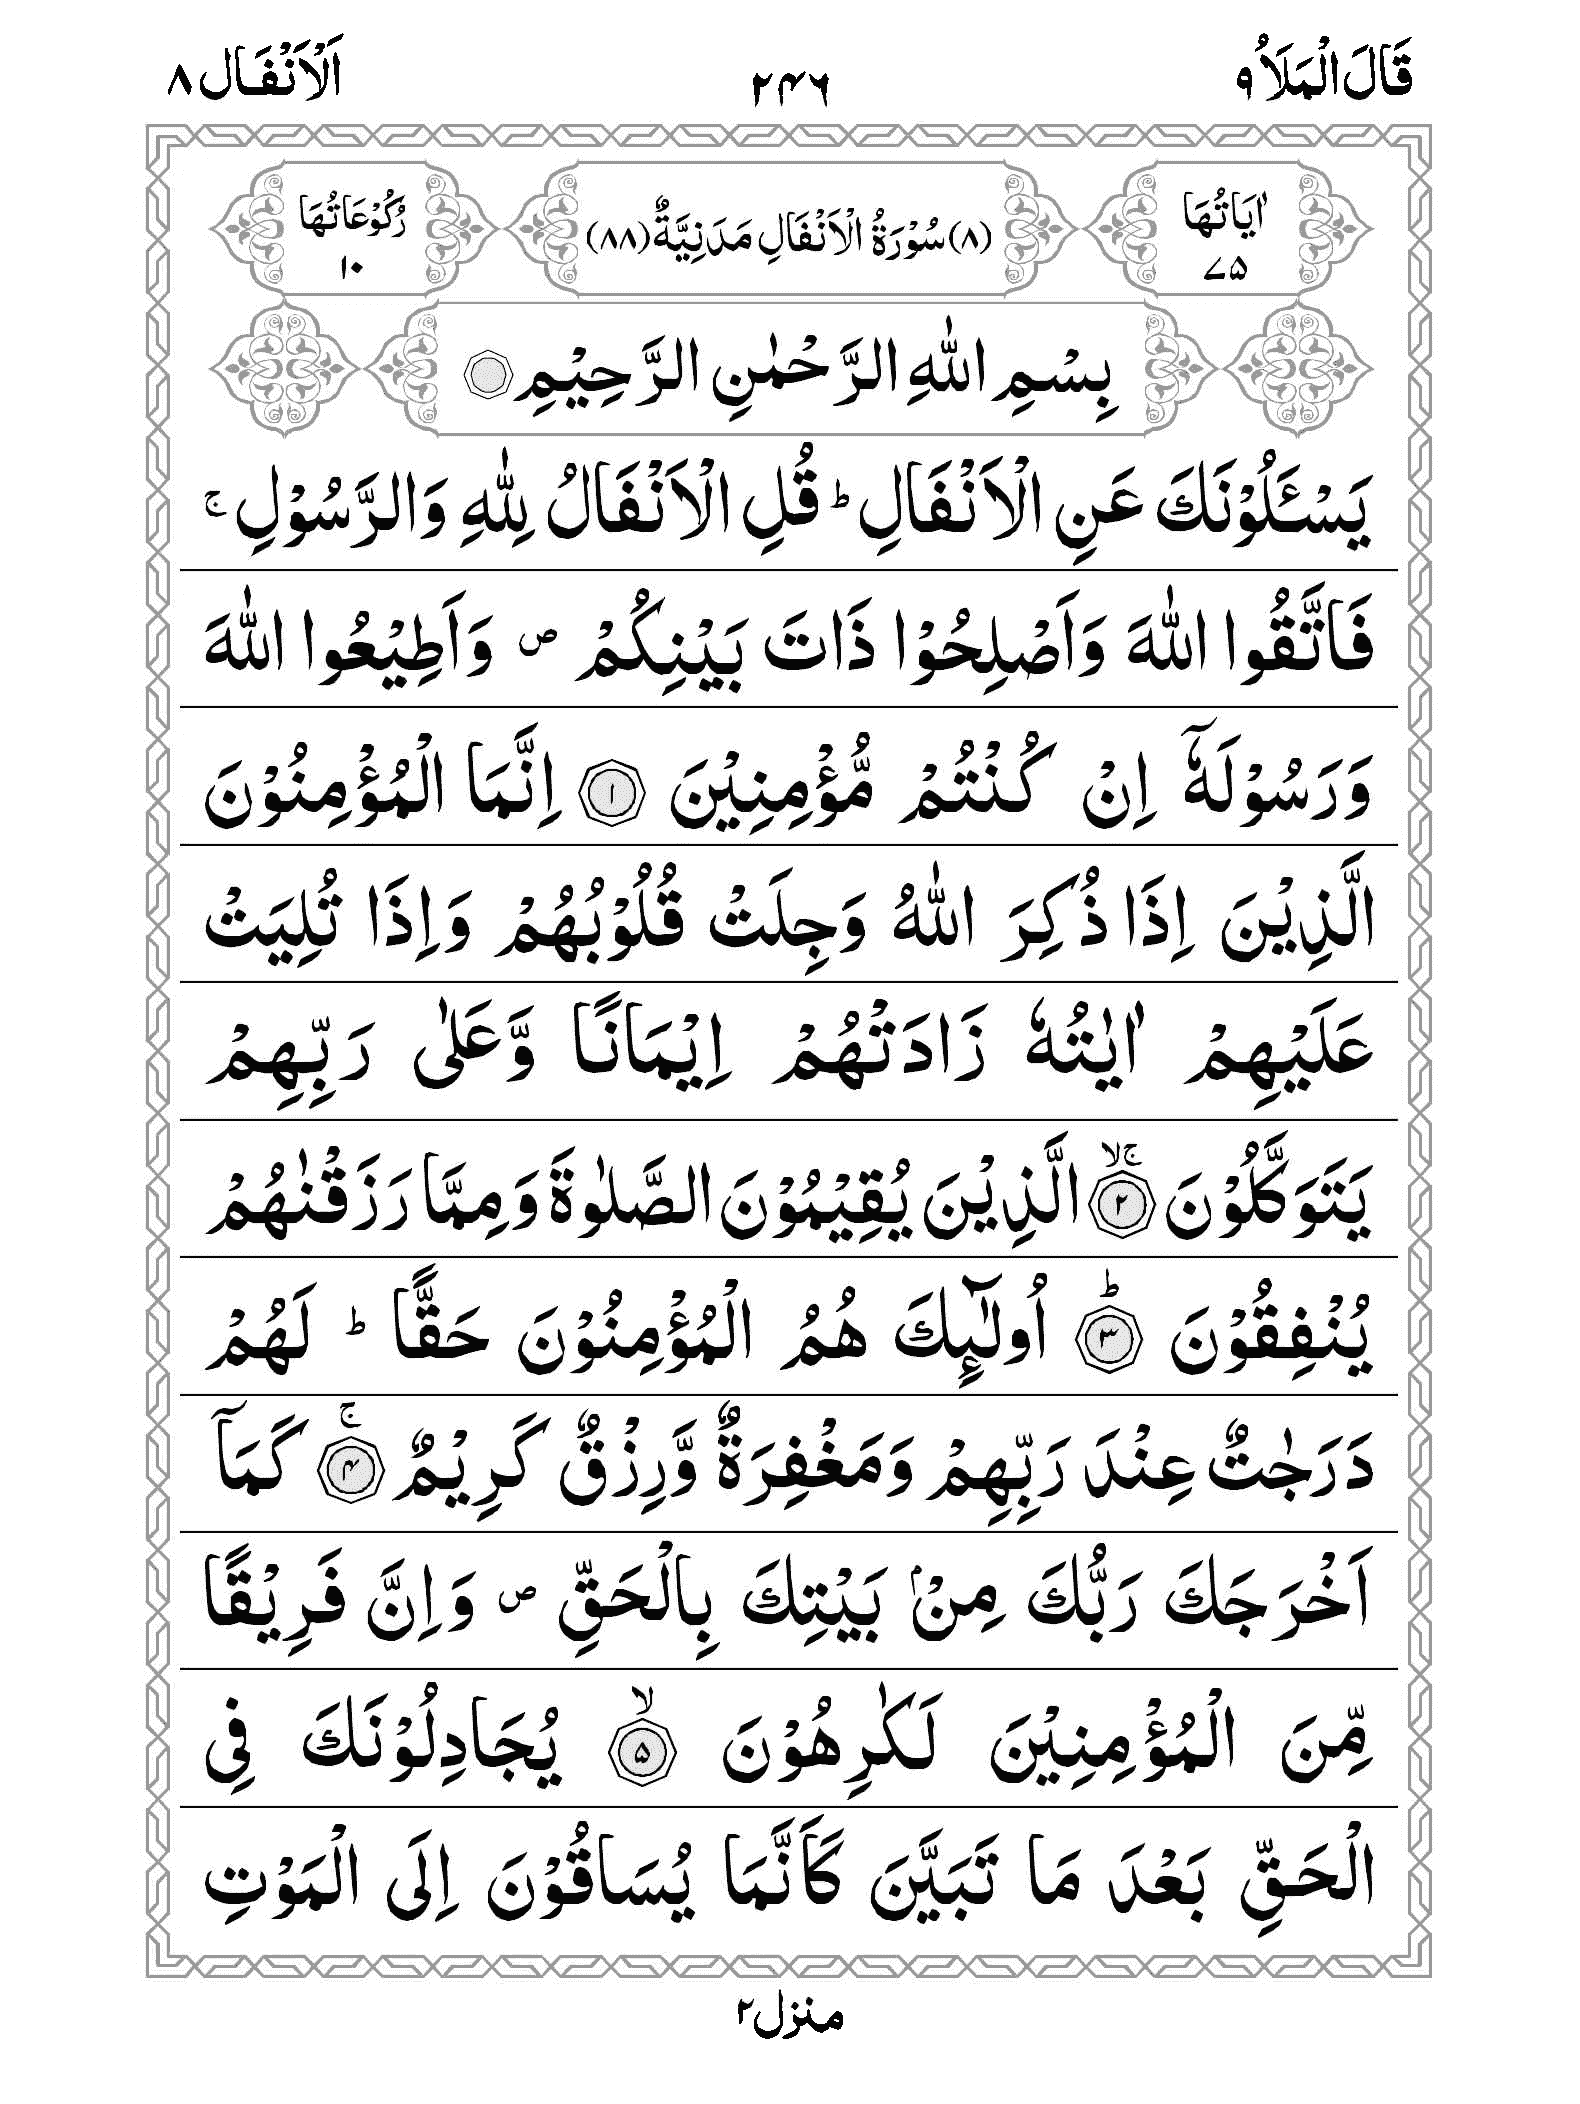 قَالَ الْمَلَاُ ٩ ٢٤٦ اَلْاَنْفَال ٨
اٰيَاتُهَا ٧٥ (٨) سُوْرَةُ الْاَنْفَالِ مَدَنِيَّةٌ (٨٨) رُكُوْعَاتُهَا ١٠
بِسْمِ اللّٰهِ الرَّحْمٰنِ الرَّحِيْمِ ۝
يَسْـَٔلُوْنَكَ عَنِ الْاَنْفَالِ ؕ قُلِ الْاَنْفَالُ لِلّٰهِ وَالرَّسُوْلِ ۚ
فَاتَّقُوا اللّٰهَ وَاَصْلِحُوْا ذَاتَ بَيْنِكُمْ ۪ وَاَطِيْعُوا اللّٰهَ
وَرَسُوْلَهٗۤ اِنْ كُنْتُمْ مُّؤْمِنِيْنَ ۝١ اِنَّمَا الْمُؤْمِنُوْنَ
الَّذِيْنَ اِذَا ذُكِرَ اللّٰهُ وَجِلَتْ قُلُوْبُهُمْ وَاِذَا تُلِيَتْ
عَلَيْهِمْ اٰيٰتُهٗ زَادَتْهُمْ اِيْمَانًا وَّعَلٰى رَبِّهِمْ
يَتَوَكَّلُوْنَ ۝٢ۚۙ الَّذِيْنَ يُقِيْمُوْنَ الصَّلٰوةَ وَمِمَّا رَزَقْنٰهُمْ
يُنْفِقُوْنَ ۝٣ؕ اُولٰٓئِكَ هُمُ الْمُؤْمِنُوْنَ حَقًّا ؕ لَهُمْ
دَرَجٰتٌ عِنْدَ رَبِّهِمْ وَمَغْفِرَةٌ وَّرِزْقٌ كَرِيْمٌ ۝٤ۚ كَمَاۤ
اَخْرَجَكَ رَبُّكَ مِنْۢ بَيْتِكَ بِالْحَقِّ ۪ وَاِنَّ فَرِيْقًا
مِّنَ الْمُؤْمِنِيْنَ لَكٰرِهُوْنَ ۝٥ۙ يُجَادِلُوْنَكَ فِي
الْحَقِّ بَعْدَ مَا تَبَيَّنَ كَاَنَّمَا يُسَاقُوْنَ اِلَى الْمَوْتِ
منزل ٢